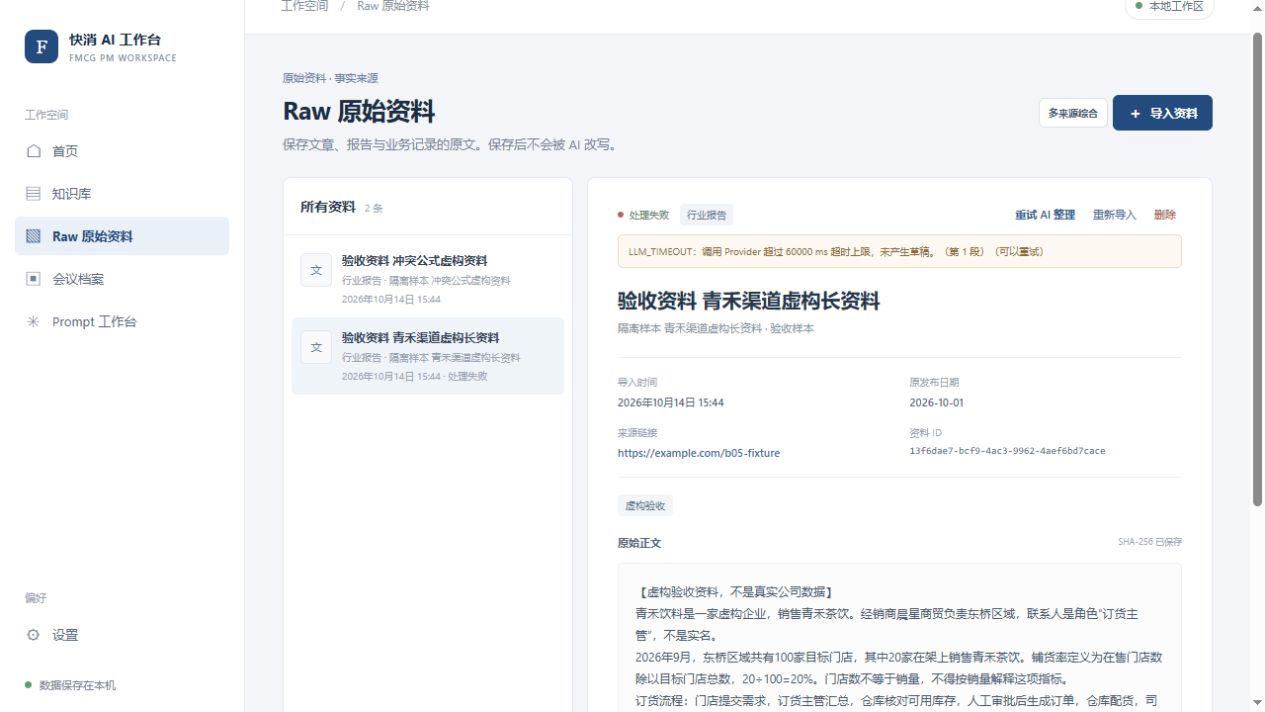 F
快消 AI 工作台
FMCG PM WORKSPACE
工作空间
首页
知识库
Raw 原始资料
会议档案
Prompt 工作台
偏好
设置
数据保存在本机
工作空间 / Raw 原始资料
本地工作区
原始资料 · 事实来源
Raw 原始资料
保存文章、报告与业务记录的原文。保存后不会被 AI 改写。
多来源综合
+ 导入资料
所有资料 2 条
文
验收资料 冲突公式虚构资料
行业报告 · 隔离样本 冲突公式虚构资料
2026年10月14日 15:44
文
验收资料 青禾渠道虚构长资料
行业报告 · 隔离样本 青禾渠道虚构长资料
2026年10月14日 15:44 · 处理失败
处理失败 行业报告
重试 AI 整理 重新导入 删除
LLM_TIMEOUT：调用 Provider 超过 60000 ms 超时上限，未产生草稿。（第 1 段）（可以重试）
验收资料 青禾渠道虚构长资料
隔离样本 青禾渠道虚构长资料 · 验收样本
导入时间
2026年10月14日 15:44
原发布日期
2026-10-01
来源链接
https://example.com/b05-fixture
资料 ID
13f6dae7-bcf9-4ac3-9962-4aef6bd7cace
虚构验收
原始正文
SHA-256 已保存
【虚构验收资料，不是真实公司数据】
青禾饮料是一家虚构企业，销售青禾茶饮。经销商晨星商贸负责东桥区域，联系人是角色“订货主
管”，不是实名。
2026年9月，东桥区域共有100家目标门店，其中20家在架上销售青禾茶饮。铺货率定义为在售门店数
除以目标门店总数，20÷100=20%。门店数不等于销量，不得按销量解释这项指标。
订货流程：门店提交需求，订货主管汇总，仓库核对可用库存，人工审批后生成订单，仓库配货，司